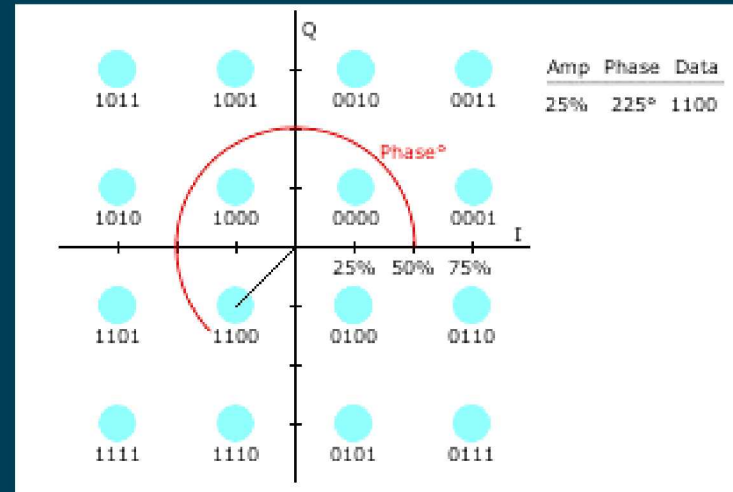 Q
Amp Phase Data
1011 1001 0010 0011
25% 225° 1100
Phase°
1010 1000 0000 0001
I
25% 50% 75%
1101 1100 0100 0110
1111 1110 0101 0111